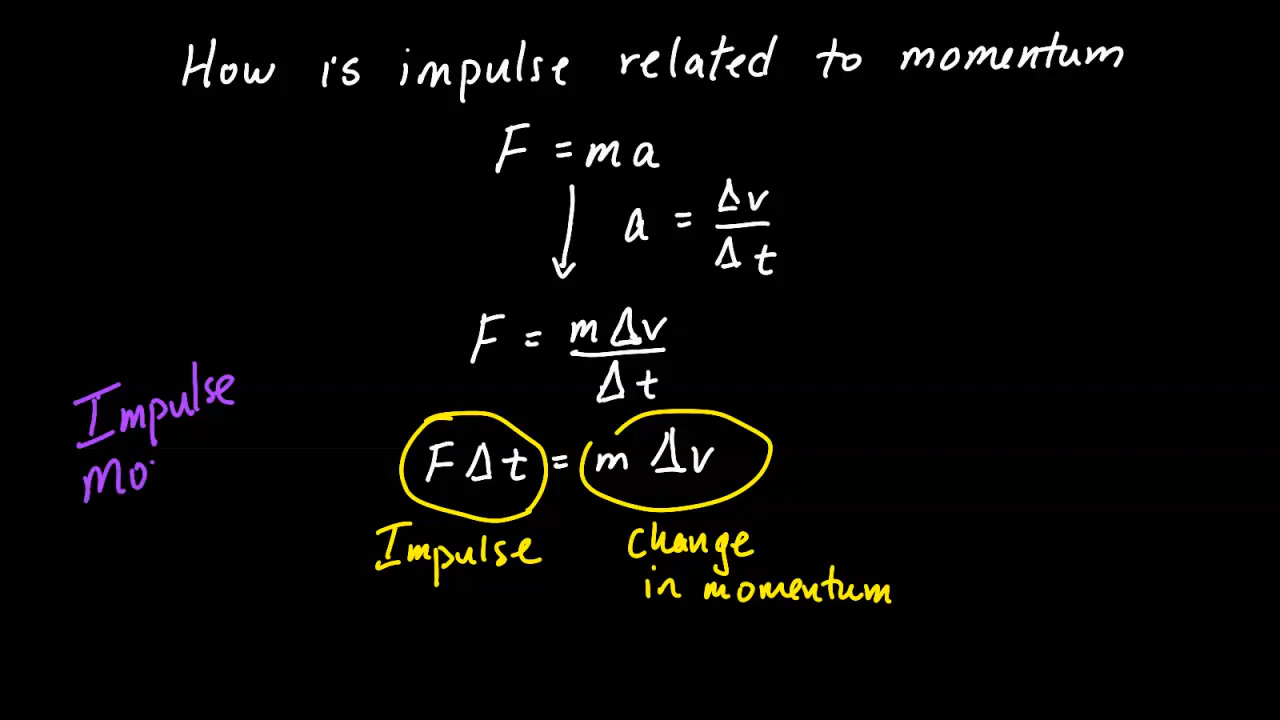 How is impulse related to momentum
F = ma
a = Δv/Δt
F = mΔv/Δt
Impulse
Mo
FΔt = mΔv
Impulse
change
in momentum